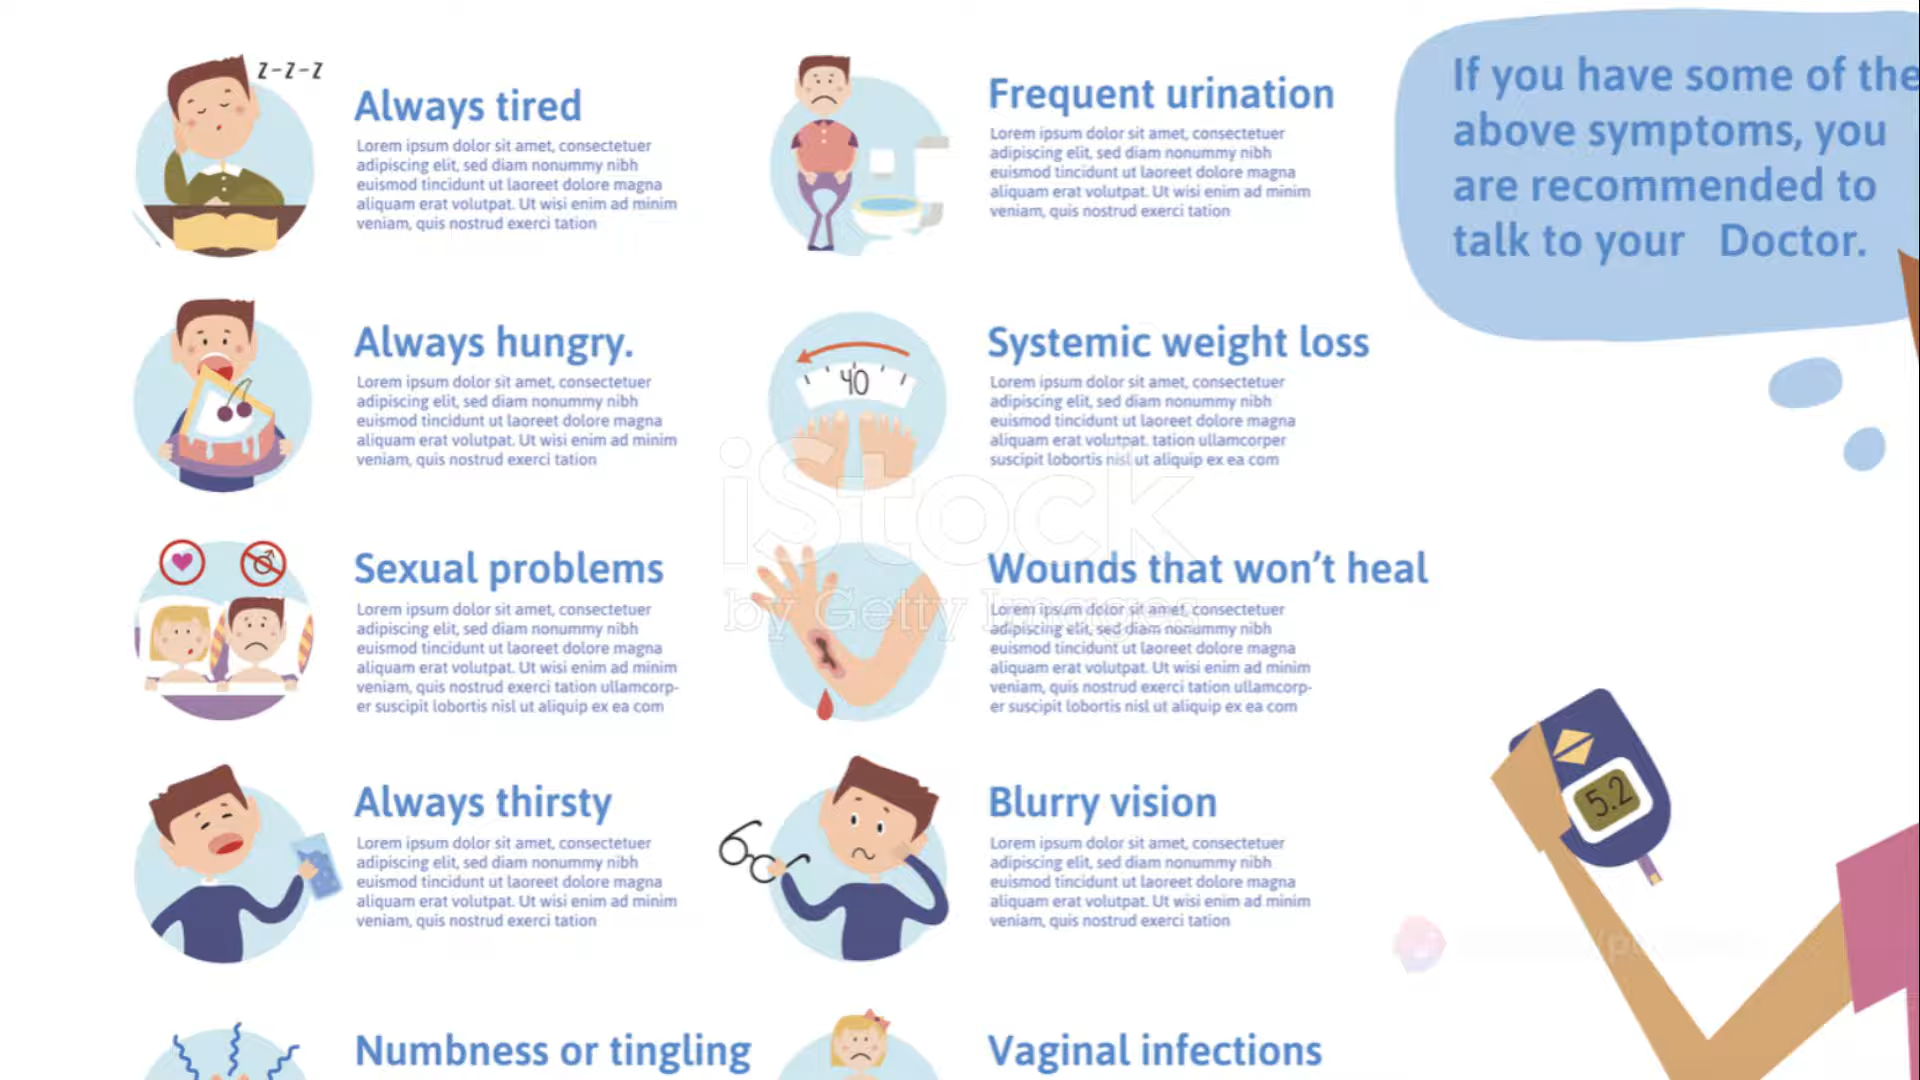 z-z-z
Always tired
Lorem ipsum dolor sit amet, consectetuer
adipiscing elit, sed diam nonummy nibh
euismod tincidunt ut laoreet dolore magna
aliquam erat volutpat. Ut wisi enim ad minim
veniam, quis nostrud exerci tation
Always hungry.
Lorem ipsum dolor sit amet, consectetuer
adipiscing elit, sed diam nonummy nibh
euismod tincidunt ut laoreet dolore magna
aliquam erat volutpat. Ut wisi enim ad minim
veniam, quis nostrud exerci tation
Sexual problems
Lorem ipsum dolor sit amet, consectetuer
adipiscing elit, sed diam nonummy nibh
euismod tincidunt ut laoreet dolore magna
aliquam erat volutpat. Ut wisi enim ad minim
veniam, quis nostrud exerci tation ullamcorp-
er suscipit lobortis nisl ut aliquip ex ea com
Always thirsty
Lorem ipsum dolor sit amet, consectetuer
adipiscing elit, sed diam nonummy nibh
euismod tincidunt ut laoreet dolore magna
aliquam erat volutpat. Ut wisi enim ad minim
veniam, quis nostrud exerci tation
Numbness or tingling
Frequent urination
Lorem ipsum dolor sit amet, consectetuer
adipiscing elit, sed diam nonummy nibh
euismod tincidunt ut laoreet dolore magna
aliquam erat volutpat. Ut wisi enim ad minim
veniam, quis nostrud exerci tation
40
Systemic weight loss
Lorem ipsum dolor sit amet, consectetuer
adipiscing elit, sed diam nonummy nibh
euismod tincidunt ut laoreet dolore magna
aliquam erat volutpat. tation ullamcorper
suscipit lobortis nisl ut aliquip ex ea com
iStock
by Getty Images
Wounds that won't heal
Lorem ipsum dolor sit amet, consectetuer
adipiscing elit, sed diam nonummy nibh
euismod tincidunt ut laoreet dolore magna
aliquam erat volutpat. Ut wisi enim ad minim
veniam, quis nostrud exerci tation ullamcorp-
er suscipit lobortis nisl ut aliquip ex ea com
Blurry vision
Lorem ipsum dolor sit amet, consectetuer
adipiscing elit, sed diam nonummy nibh
euismod tincidunt ut laoreet dolore magna
aliquam erat volutpat. Ut wisi enim ad minim
veniam, quis nostrud exerci tation
Vaginal infections
If you have some of the
above symptoms, you
are recommended to
talk to your Doctor.
5.2